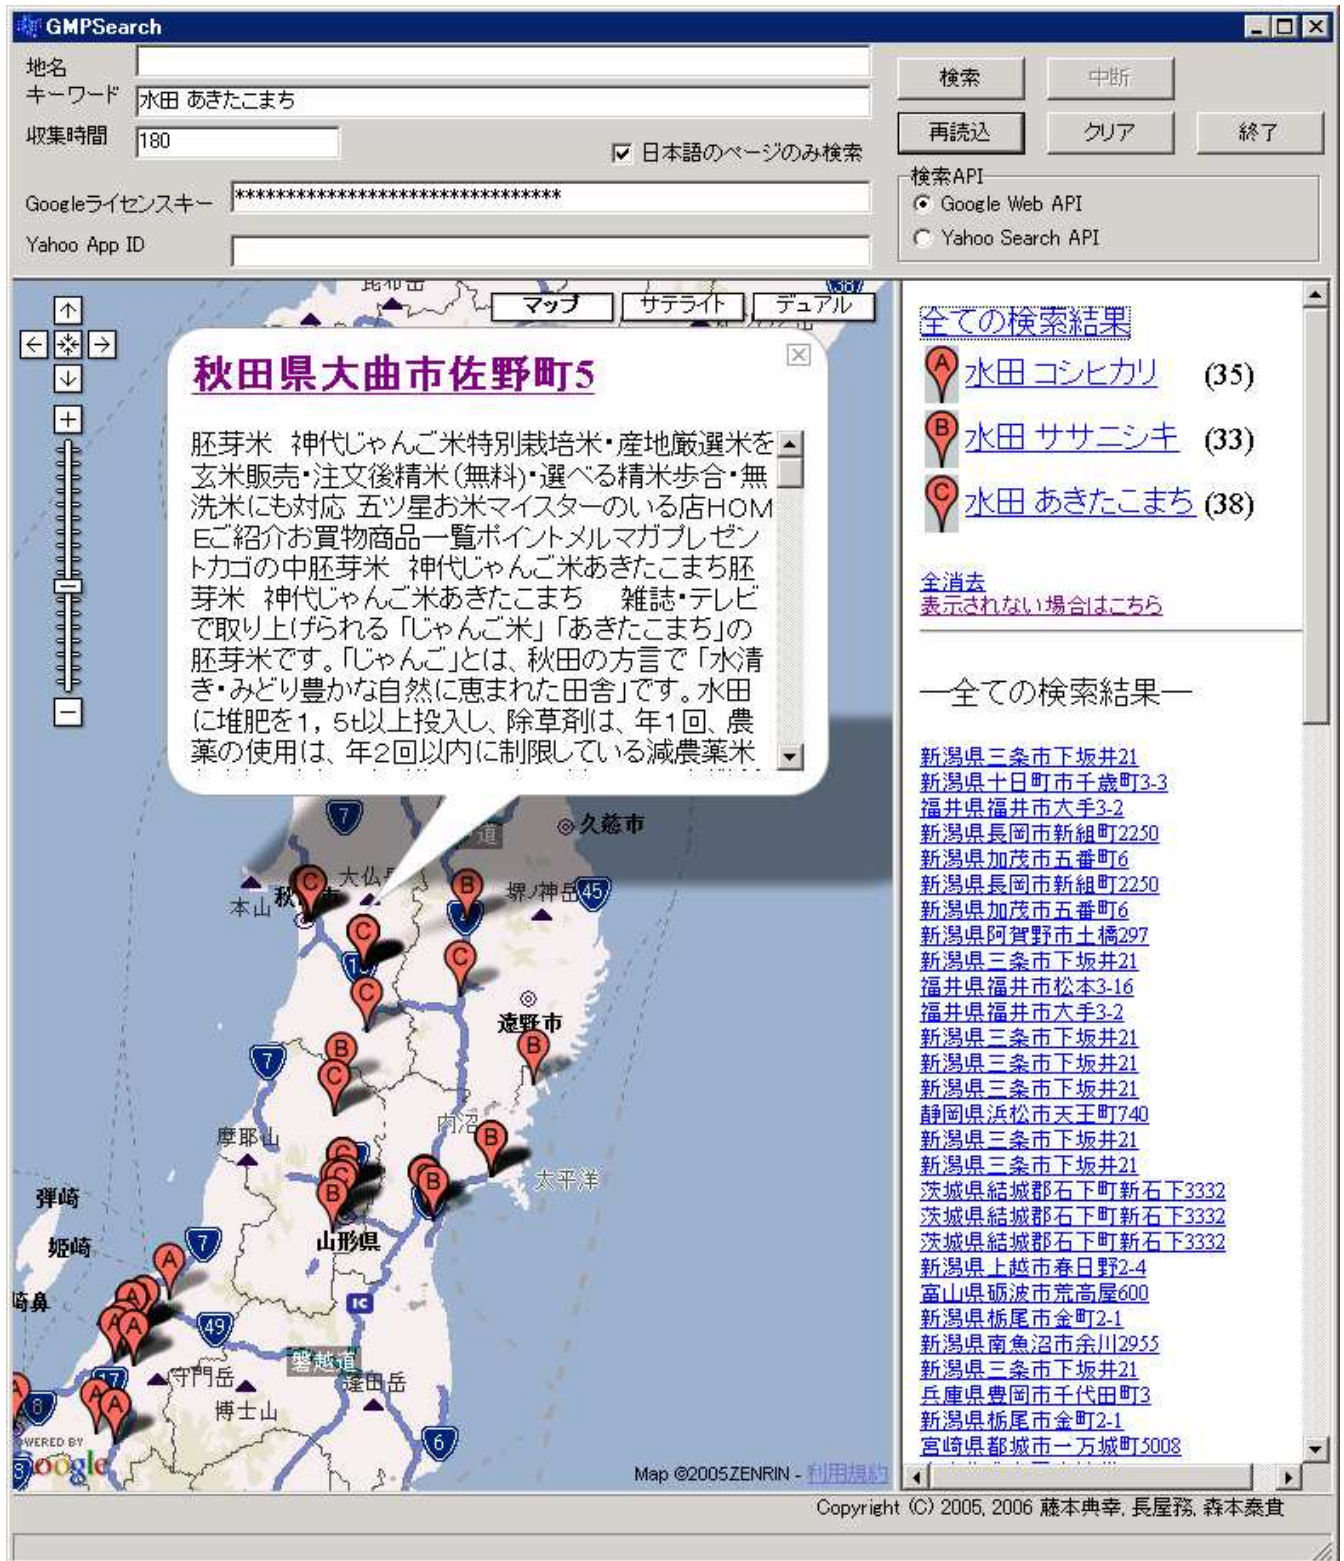 GMPSearch
地名
キーワード 水田 あきたこまち
収集時間 180
日本語のページのみ検索
Googleライセンスキー ********************************
Yahoo App ID
検索 中断
再読込 クリア 終了
検索API
Google Web API
Yahoo Search API
マップ サテライト デュアル
秋田県大曲市佐野町5
胚芽米 神代じゃんご米特別栽培米・産地厳選米を
玄米販売・注文後精米(無料)・選べる精米歩合・無
洗米にも対応 五ツ星お米マイスターのいる店HOM
Eご紹介お買物商品一覧ポイントメルマガプレゼン
トカゴの中胚芽米 神代じゃんご米あきたこまち胚
芽米 神代じゃんご米あきたこまち 雑誌・テレビ
で取り上げられる「じゃんご米」「あきたこまち」の
胚芽米です。「じゃんご」とは、秋田の方言で「水清
き・みどり豊かな自然に恵まれた田舎」です。水田
に堆肥を1,5t以上投入し、除草剤は、年1回、農
薬の使用は、年2回以内に制限している減農薬米
7
久慈市
大仏岳
本山
堺ノ神岳
45
C
B
4
C
C
C
遠野市
B
B
C
7
内沼
摩耶山
B
太平洋
C
B
B
弾崎
姫崎
7
山形県
A
A
A
A
49
IC
磐越道
守門岳
蓬田岳
博士山
17
A
A
8
6
POWERED BY
Google
Map ©2005ZENRIN - 利用規約
全ての検索結果
A 水田 コシヒカリ (35)
B 水田 ササニシキ (33)
C 水田 あきたこまち (38)
全消去
表示されない場合はこちら
―全ての検索結果―
新潟県三条市下坂井21
新潟県十日町市千歳町3-3
福井県福井市大手3-2
新潟県長岡市新組町2250
新潟県加茂市五番町6
新潟県長岡市新組町2250
新潟県加茂市五番町6
新潟県阿賀野市土橋297
新潟県三条市下坂井21
福井県福井市松本3-16
福井県福井市大手3-2
新潟県三条市下坂井21
新潟県三条市下坂井21
新潟県三条市下坂井21
静岡県浜松市天王町740
新潟県三条市下坂井21
新潟県三条市下坂井21
茨城県結城郡石下町新石下3332
茨城県結城郡石下町新石下3332
茨城県結城郡石下町新石下3332
新潟県上越市春日野2-4
富山県砺波市荒高屋600
新潟県栃尾市金町2-1
新潟県南魚沼市余川2955
新潟県三条市下坂井21
兵庫県豊岡市千代田町3
新潟県栃尾市金町2-1
宮崎県都城市一万城町5008
Copyright (C) 2005, 2006 藤本典幸, 長屋務, 森本泰貴